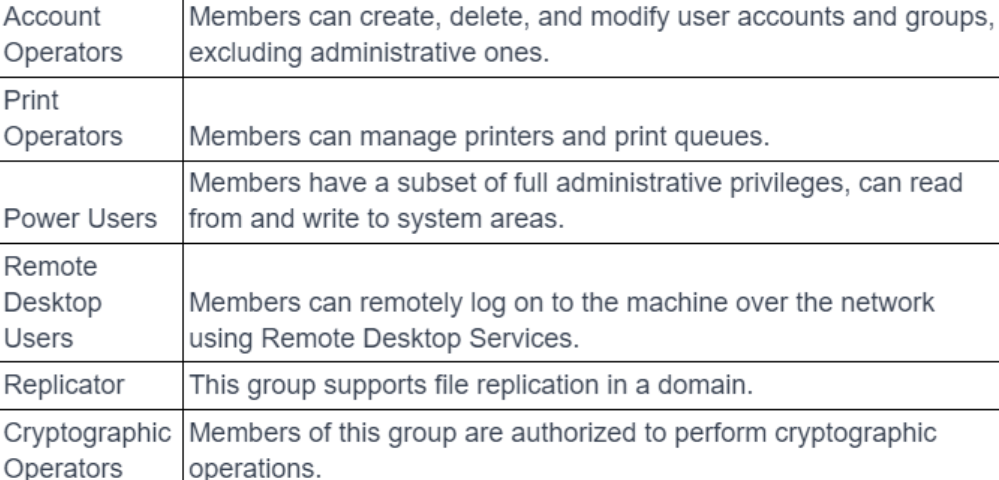 Account Members can create, delete, and modify user accounts and groups,
Operators excluding administrative ones.
Print
Operators Members can manage printers and print queues.
Members have a subset of full administrative privileges, can read
Power Users from and write to system areas.
Remote
Desktop Members can remotely log on to the machine over the network
Users using Remote Desktop Services.
Replicator This group supports file replication in a domain.
Cryptographic Members of this group are authorized to perform cryptographic
Operators operations.